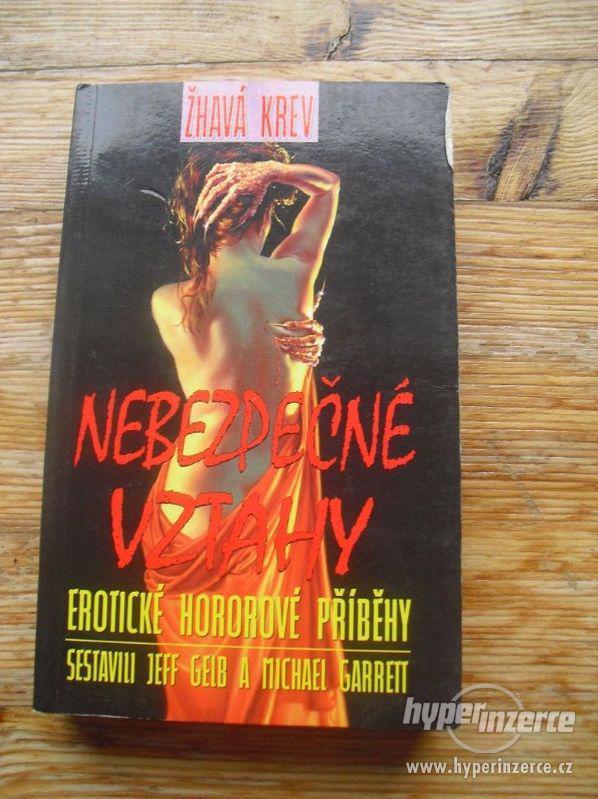 ŽHAVÁ KREV
NEBEZPEČNÉ
VZTAHY
EROTICKÉ HOROROVÉ PŘÍBĚHY
SESTAVILI JEFF GELB A MICHAEL GARRETT
hyperinzerce
www.hyperinzerce.cz